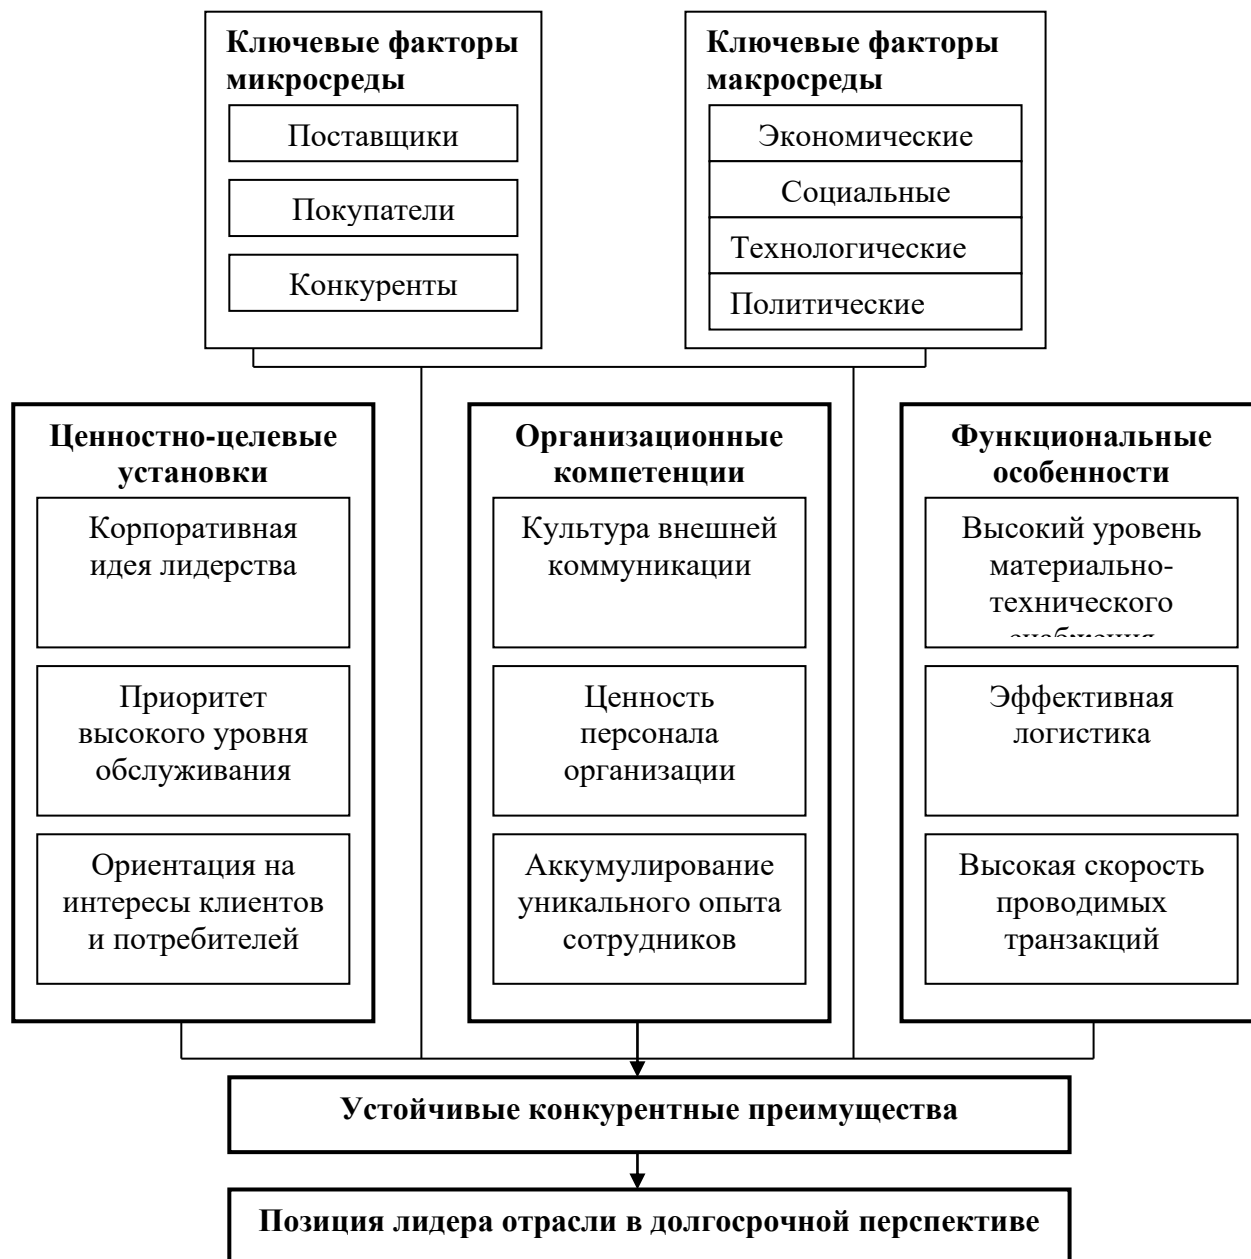 Ключевые факторы
микросреды
Поставщики
Покупатели
Конкуренты
Ключевые факторы
макросреды
Экономические
Социальные
Технологические
Политические
Ценностно-целевые
установки
Корпоративная
идея лидерства
Приоритет
высокого уровня
обслуживания
Ориентация на
интересы клиентов
и потребителей
Организационные
компетенции
Культура внешней
коммуникации
Ценность
персонала
организации
Аккумулирование
уникального опыта
сотрудников
Функциональные
особенности
Высокий уровень
материально-
технического
Эффективная
логистика
Высокая скорость
проводимых
транзакций
Устойчивые конкурентные преимущества
Позиция лидера отрасли в долгосрочной перспективе